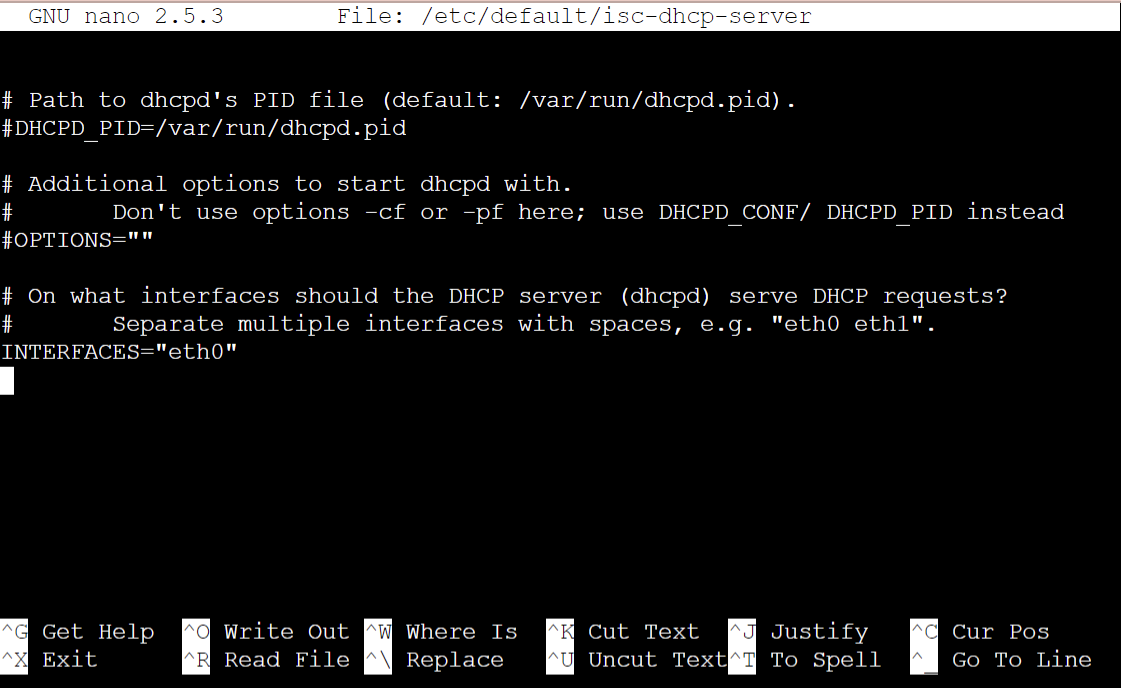 GNU nano 2.5.3 File: /etc/default/isc-dhcp-server
# Path to dhcpd's PID file (default: /var/run/dhcpd.pid).
#DHCPD_PID=/var/run/dhcpd.pid
# Additional options to start dhcpd with.
# Don't use options -cf or -pf here; use DHCPD_CONF/ DHCPD_PID instead
#OPTIONS=""
# On what interfaces should the DHCP server (dhcpd) serve DHCP requests?
# Separate multiple interfaces with spaces, e.g. "eth0 eth1".
INTERFACES="eth0"
^G Get Help ^O Write Out ^W Where Is ^K Cut Text ^J Justify ^C Cur Pos
^X Exit ^R Read File ^\ Replace ^U Uncut Text ^T To Spell ^_ Go To Line